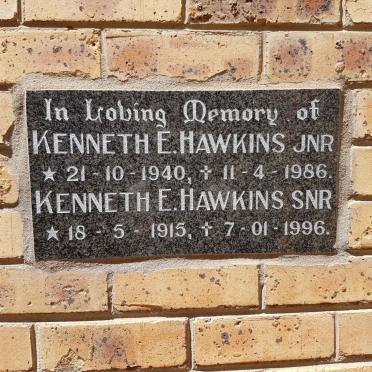 In Loving Memory of
KENNETH E. HAWKINS JNR
★ 21 - 10 - 1940, ✝ 11 - 4 - 1986.
KENNETH E. HAWKINS SNR
★ 18 - 5 - 1915, ✝ 7 - 01 - 1996.